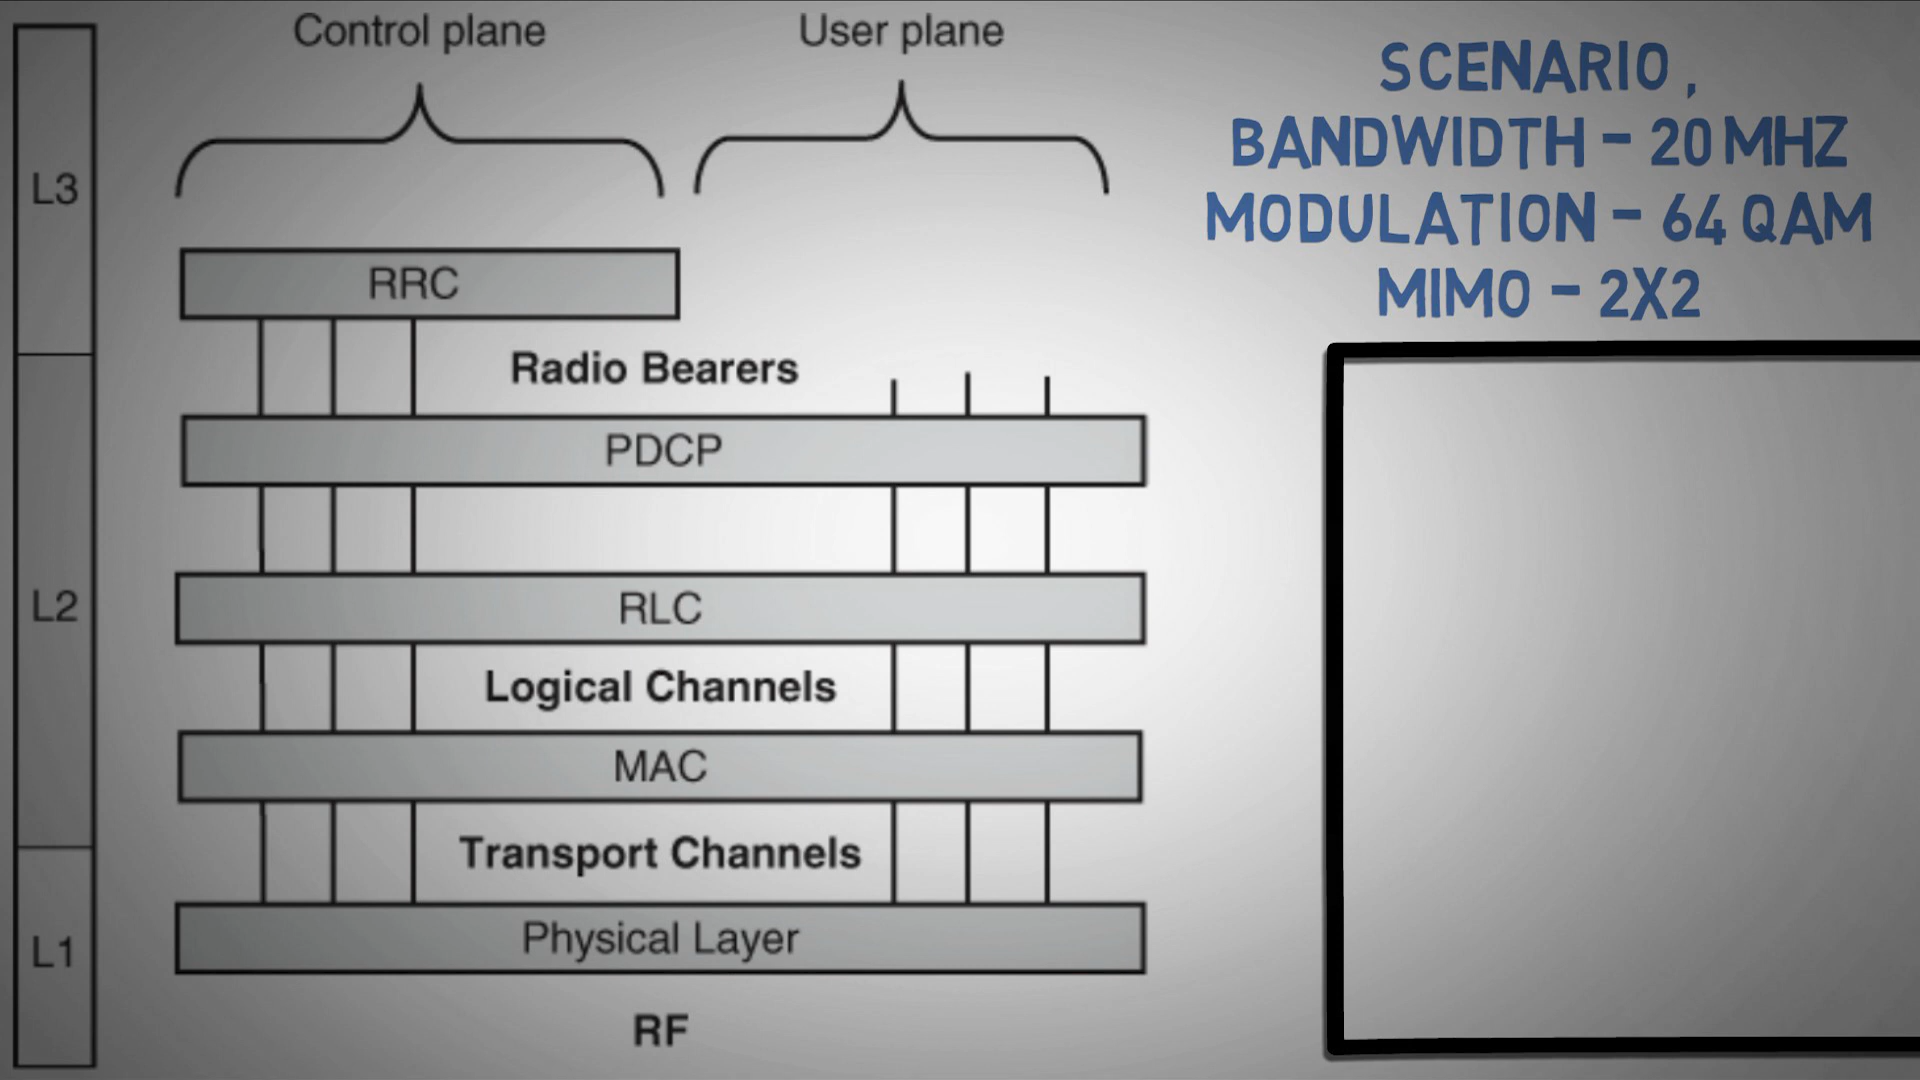 Control plane
User plane
SCENARIO ,
BANDWIDTH - 20 MHZ
MODULATION - 64 QAM
MIMO - 2X2
L3
RRC
Radio Bearers
PDCP
L2
RLC
Logical Channels
MAC
Transport Channels
L1
Physical Layer
RF